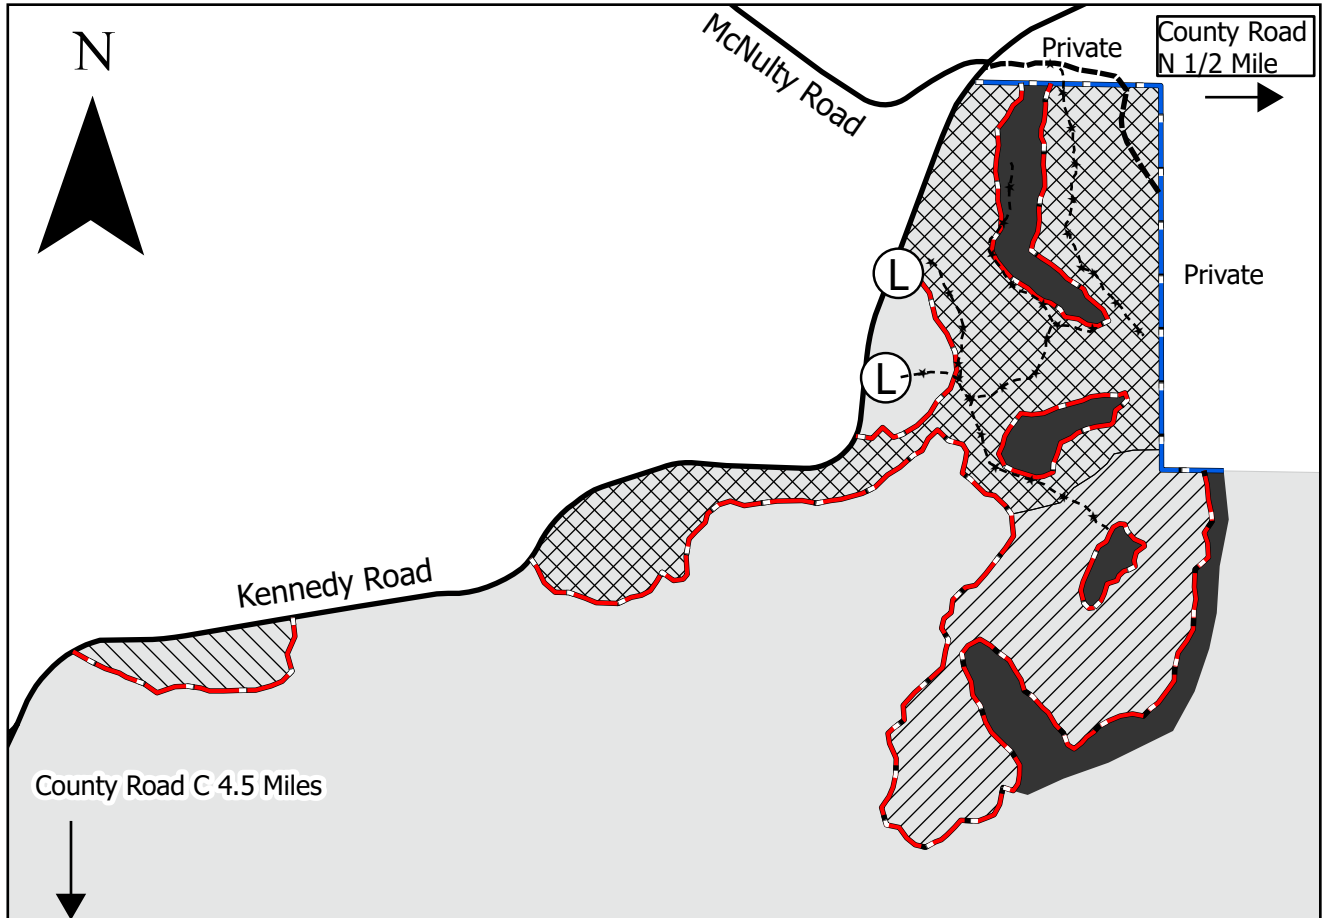 N
McNulty Road
Private
County Road
N 1/2 Mile
Private
L
L
Kennedy Road
County Road C 4.5 Miles